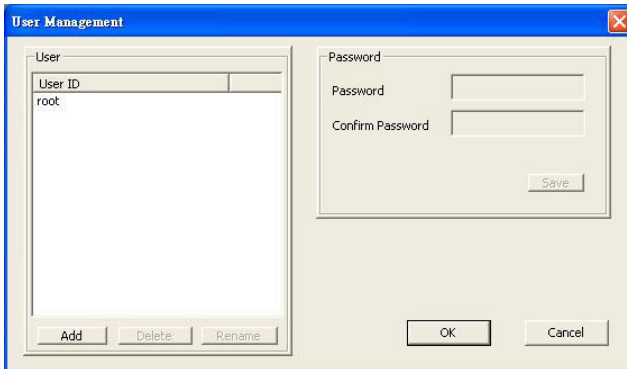 User Management
User
User ID
root
Add
Delete
Rename
Password
Password
Confirm Password
Save
OK
Cancel